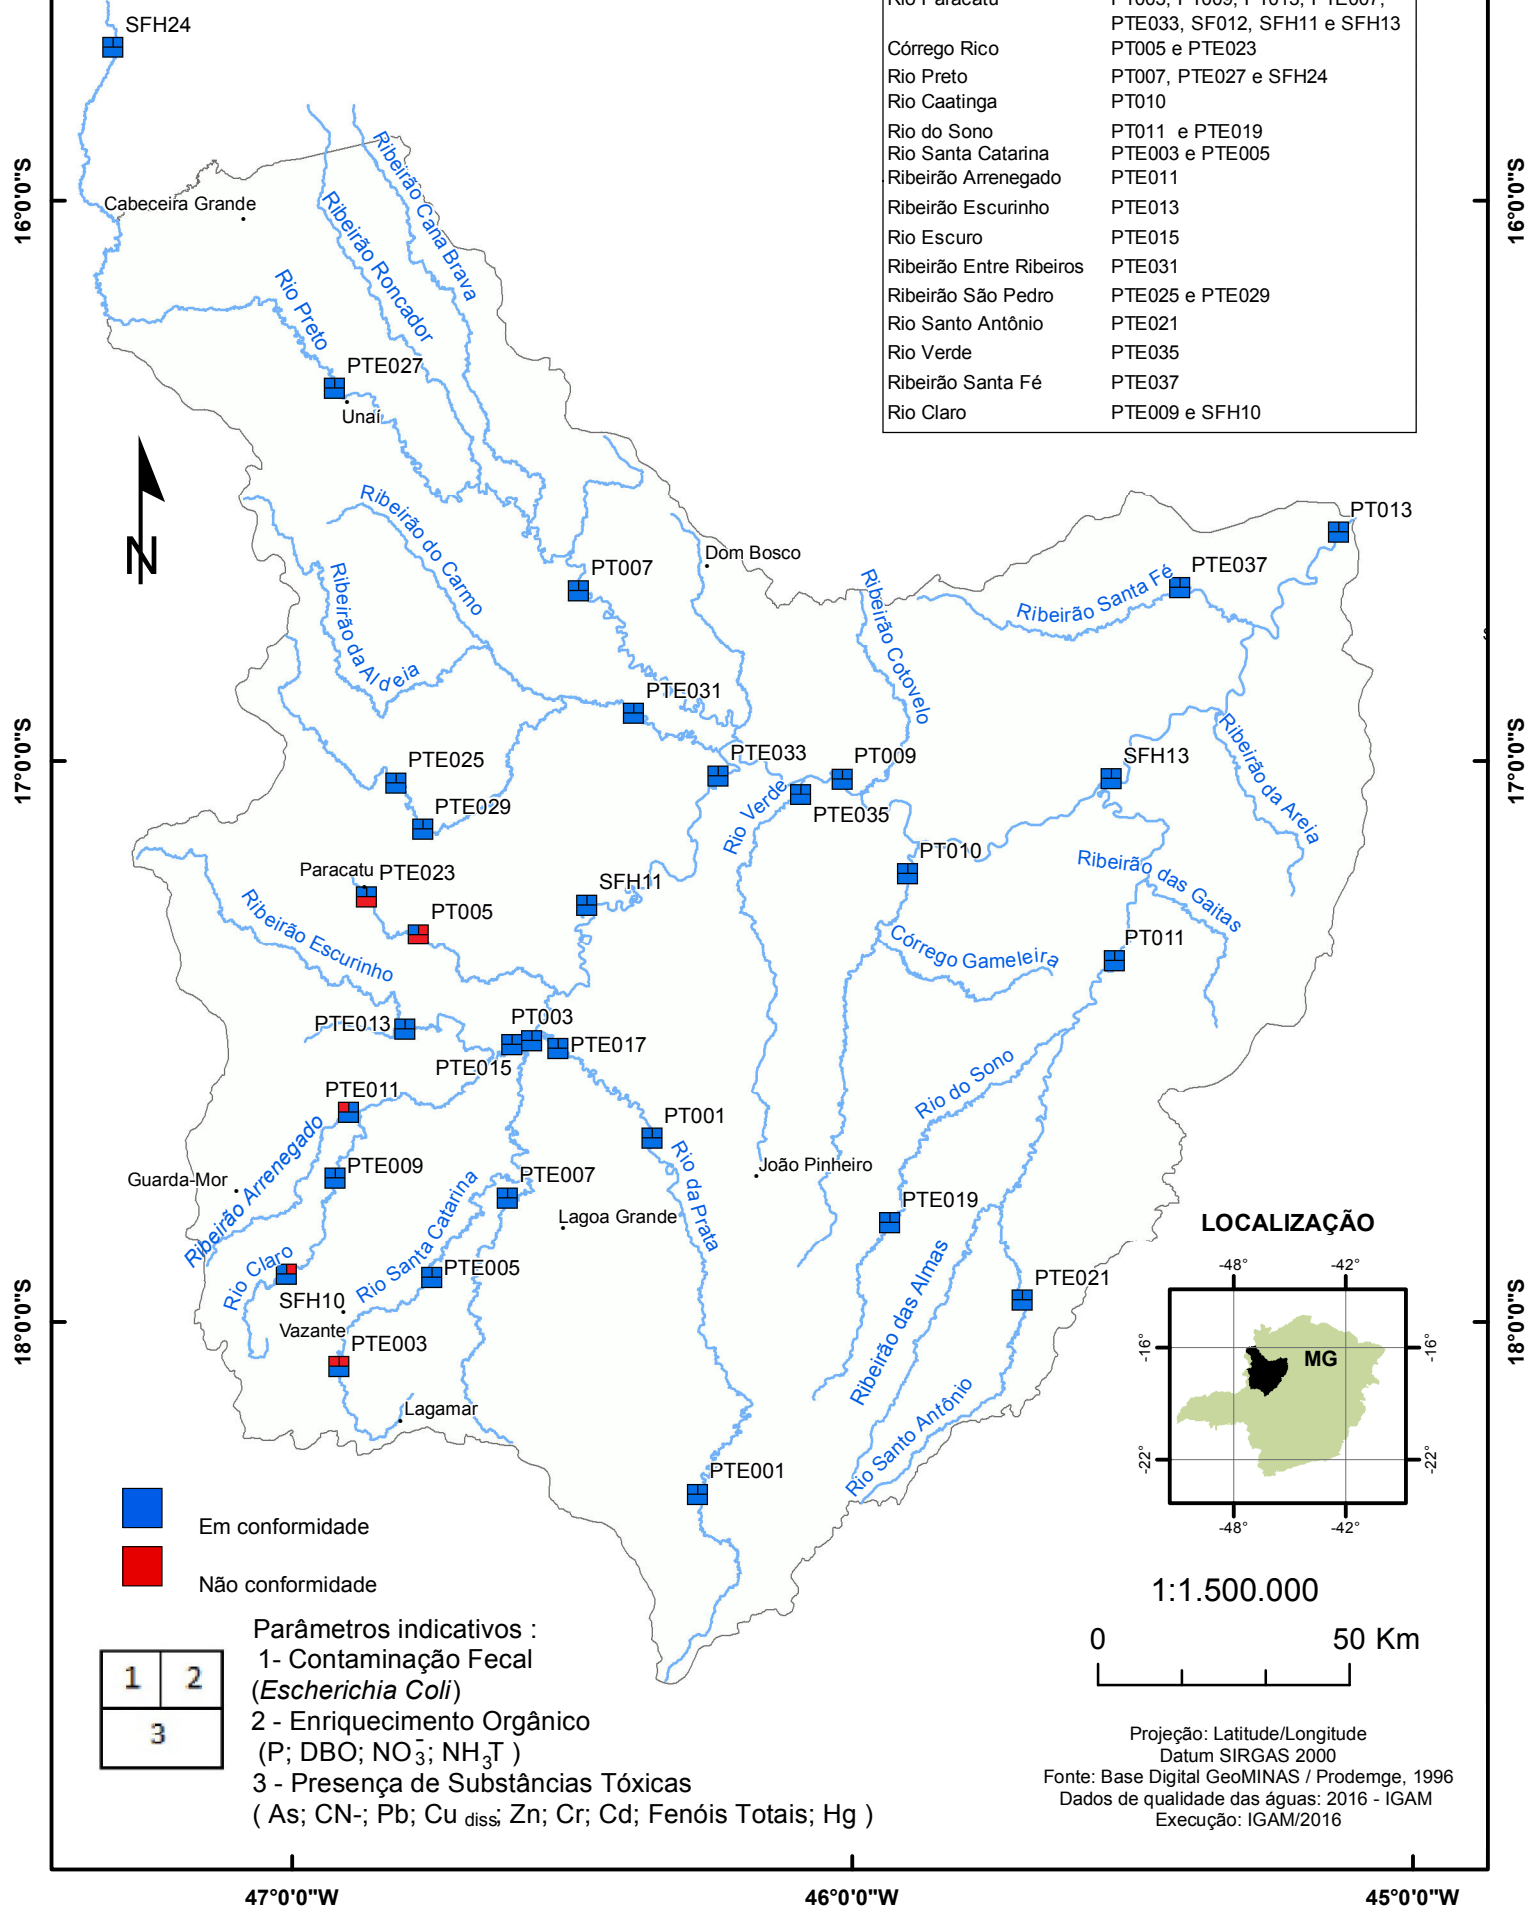 SFH24
PTE033, SF012, SFH11 e SFH13
Córrego Rico PT005 e PTE023
Rio Preto PT007, PTE027 e SFH24
Rio Caatinga PT010
Rio do Sono PT011 e PTE019
Rio Santa Catarina PTE003 e PTE005
Ribeirão Arrenegado PTE011
Ribeirão Escurinho PTE013
Rio Escuro PTE015
Ribeirão Entre Ribeiros PTE031
Ribeirão São Pedro PTE025 e PTE029
Rio Santo Antônio PTE021
Rio Verde PTE035
Ribeirão Santa Fé PTE037
Rio Claro PTE009 e SFH10
16°0'0"S
16°0'0"S
Cabeceira Grande
Ribeirão Cana Brava
Ribeirão Roncador
Rio Preto
PTE027
Unaí
N
Ribeirão do Carmo
PT013
Dom Bosco
PT007
PTE037
Ribeirão Santa Fé
Ribeirão da Aldeia
Ribeirão Cotovelo
PTE031
17°0'0"S
17°0'0"S
PTE033
PT009
SFH13
PTE025
Ribeirão da Areia
PTE029
Rio Verde
PTE035
PT010
Paracatu
PTE023
SFH11
Ribeirão das Gaitas
PT005
Ribeirão Escurinho
Córrego Gameleira
PT011
PTE013
PT003
PTE017
PTE015
PTE011
Rio do Sono
PT001
Ribeirão Arrenegado
PTE009
Guarda-Mor
João Pinheiro
Rio da Prata
PTE007
Lagoa Grande
PTE019
Rio Santa Catarina
Rio Claro
PTE005
SFH10
Vazante
PTE021
Ribeirão das Almas
18°0'0"S
18°0'0"S
PTE003
Lagamar
Rio Santo Antônio
PTE001
LOCALIZAÇÃO
-48°
-42°
-16°
-16°
MG
-22°
-22°
-48°
-42°
Em conformidade
Não conformidade
1:1.500.000
0
50 Km
Parâmetros indicativos :
1 2
3
1- Contaminação Fecal
(Escherichia Coli)
2 - Enriquecimento Orgânico
(P; DBO; NO3-; NH3T )
3 - Presença de Substâncias Tóxicas
( As; CN-; Pb; Cu diss; Zn; Cr; Cd; Fenóis Totais; Hg )
Projeção: Latitude/Longitude
Datum SIRGAS 2000
Fonte: Base Digital GeoMINAS / Prodemge, 1996
Dados de qualidade das águas: 2016 - IGAM
Execução: IGAM/2016
47°0'0"W
46°0'0"W
45°0'0"W